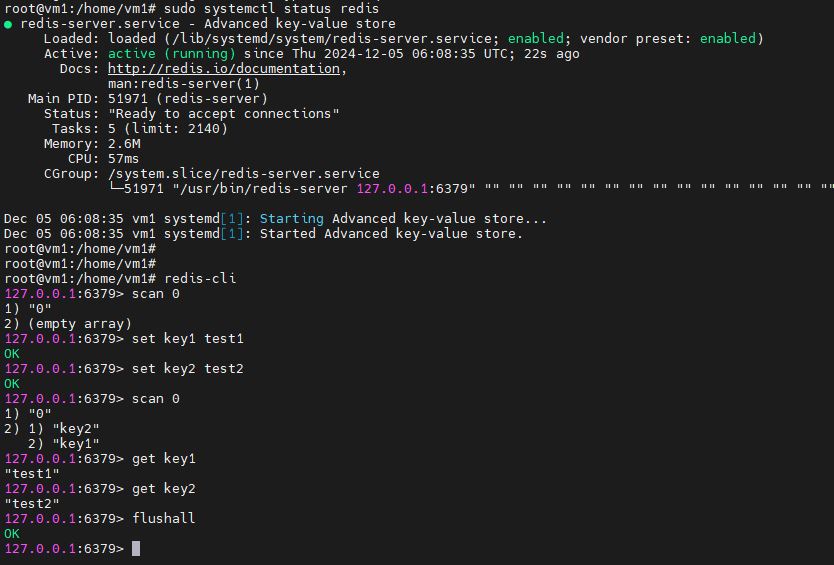 root@vm1:/home/vm1# sudo systemctl status redis
● redis-server.service - Advanced key-value store
     Loaded: loaded (/lib/systemd/system/redis-server.service; enabled; vendor preset: enabled)
     Active: active (running) since Thu 2024-12-05 06:08:35 UTC; 22s ago
       Docs: http://redis.io/documentation,
             man:redis-server(1)
   Main PID: 51971 (redis-server)
     Status: "Ready to accept connections"
      Tasks: 5 (limit: 2140)
     Memory: 2.6M
        CPU: 57ms
     CGroup: /system.slice/redis-server.service
             └─51971 "/usr/bin/redis-server 127.0.0.1:6379" "" "" "" "" "" "" "" "" "" "" "" "" "" "" ""
Dec 05 06:08:35 vm1 systemd[1]: Starting Advanced key-value store...
Dec 05 06:08:35 vm1 systemd[1]: Started Advanced key-value store.
root@vm1:/home/vm1#
root@vm1:/home/vm1#
root@vm1:/home/vm1# redis-cli
127.0.0.1:6379> scan 0
1) "0"
2) (empty array)
127.0.0.1:6379> set key1 test1
OK
127.0.0.1:6379> set key2 test2
OK
127.0.0.1:6379> scan 0
1) "0"
2) 1) "key2"
   2) "key1"
127.0.0.1:6379> get key1
"test1"
127.0.0.1:6379> get key2
"test2"
127.0.0.1:6379> flushall
OK
127.0.0.1:6379>